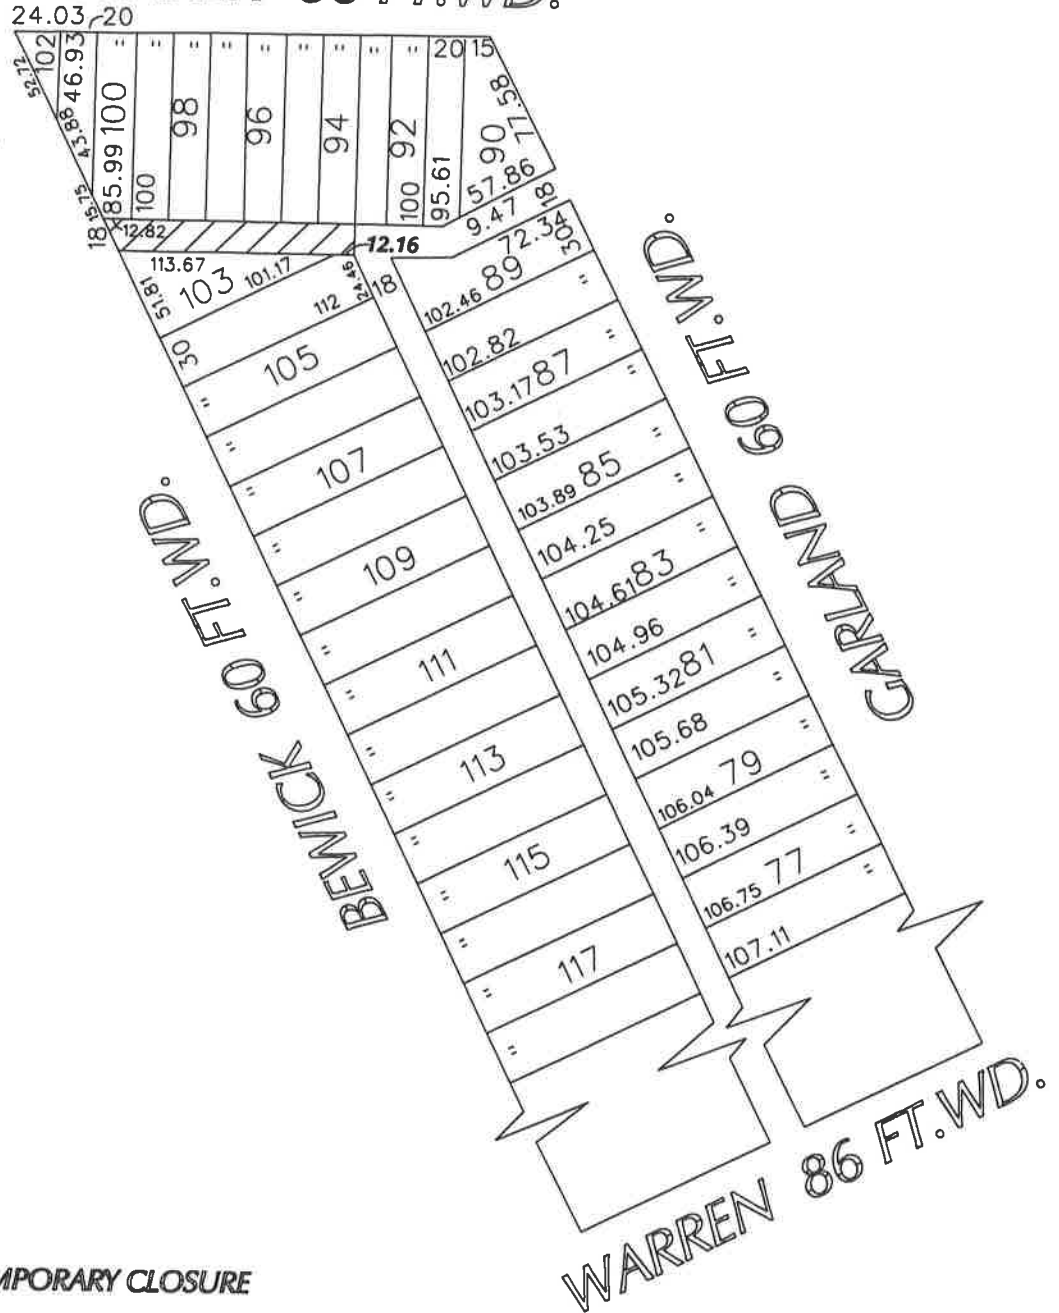 66 FT.WD.
24.03 20
102 46.93 " " " " " " " " " 20 15
52.72 43.88 15.75
85.99 100 98 96 94 92 90 77.58
100 100 95.61 57.86
18 12.82 9.47 18
12.16 72.34 30
113.67
51.81 103 101.17 24.46 18 102.46 89
112
30 105 102.82 "
" 103.17 87 "
" 107 103.53
" 103.89 85 "
" 109 104.25 "
" 104.61 83 "
" 111 104.96 "
" 105.32 81 "
" 113 105.68 "
" 106.04 79 "
" 115 106.39 "
" 106.75 77 "
" 117 107.11 "
"
BEWICK 60 FT.WD.
GARLAND 60 FT.WD.
WARREN 86 FT.WD.
MPORARY CLOSURE